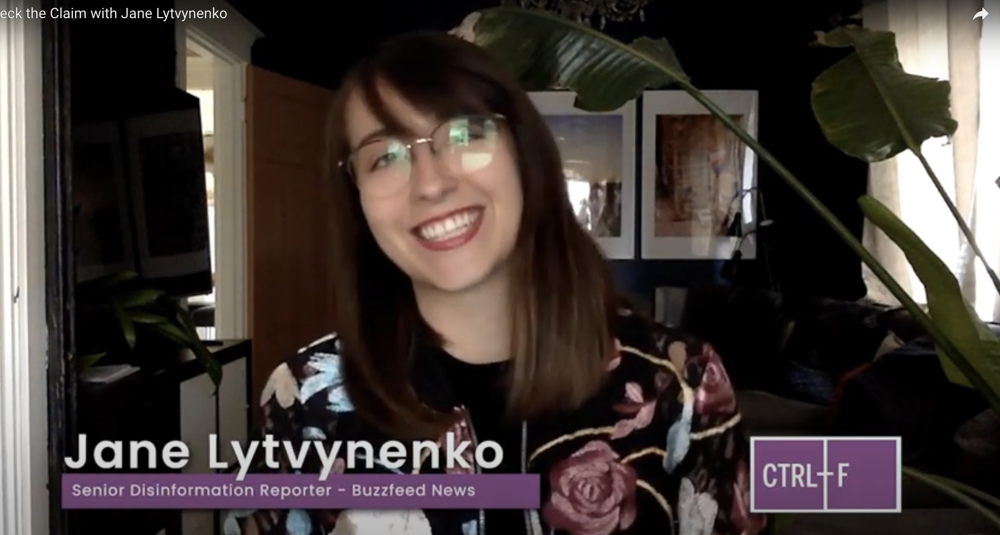 eck the Claim with Jane Lytvynenko
Jane Lytvynenko
Senior Disinformation Reporter - Buzzfeed News
CTRL+F